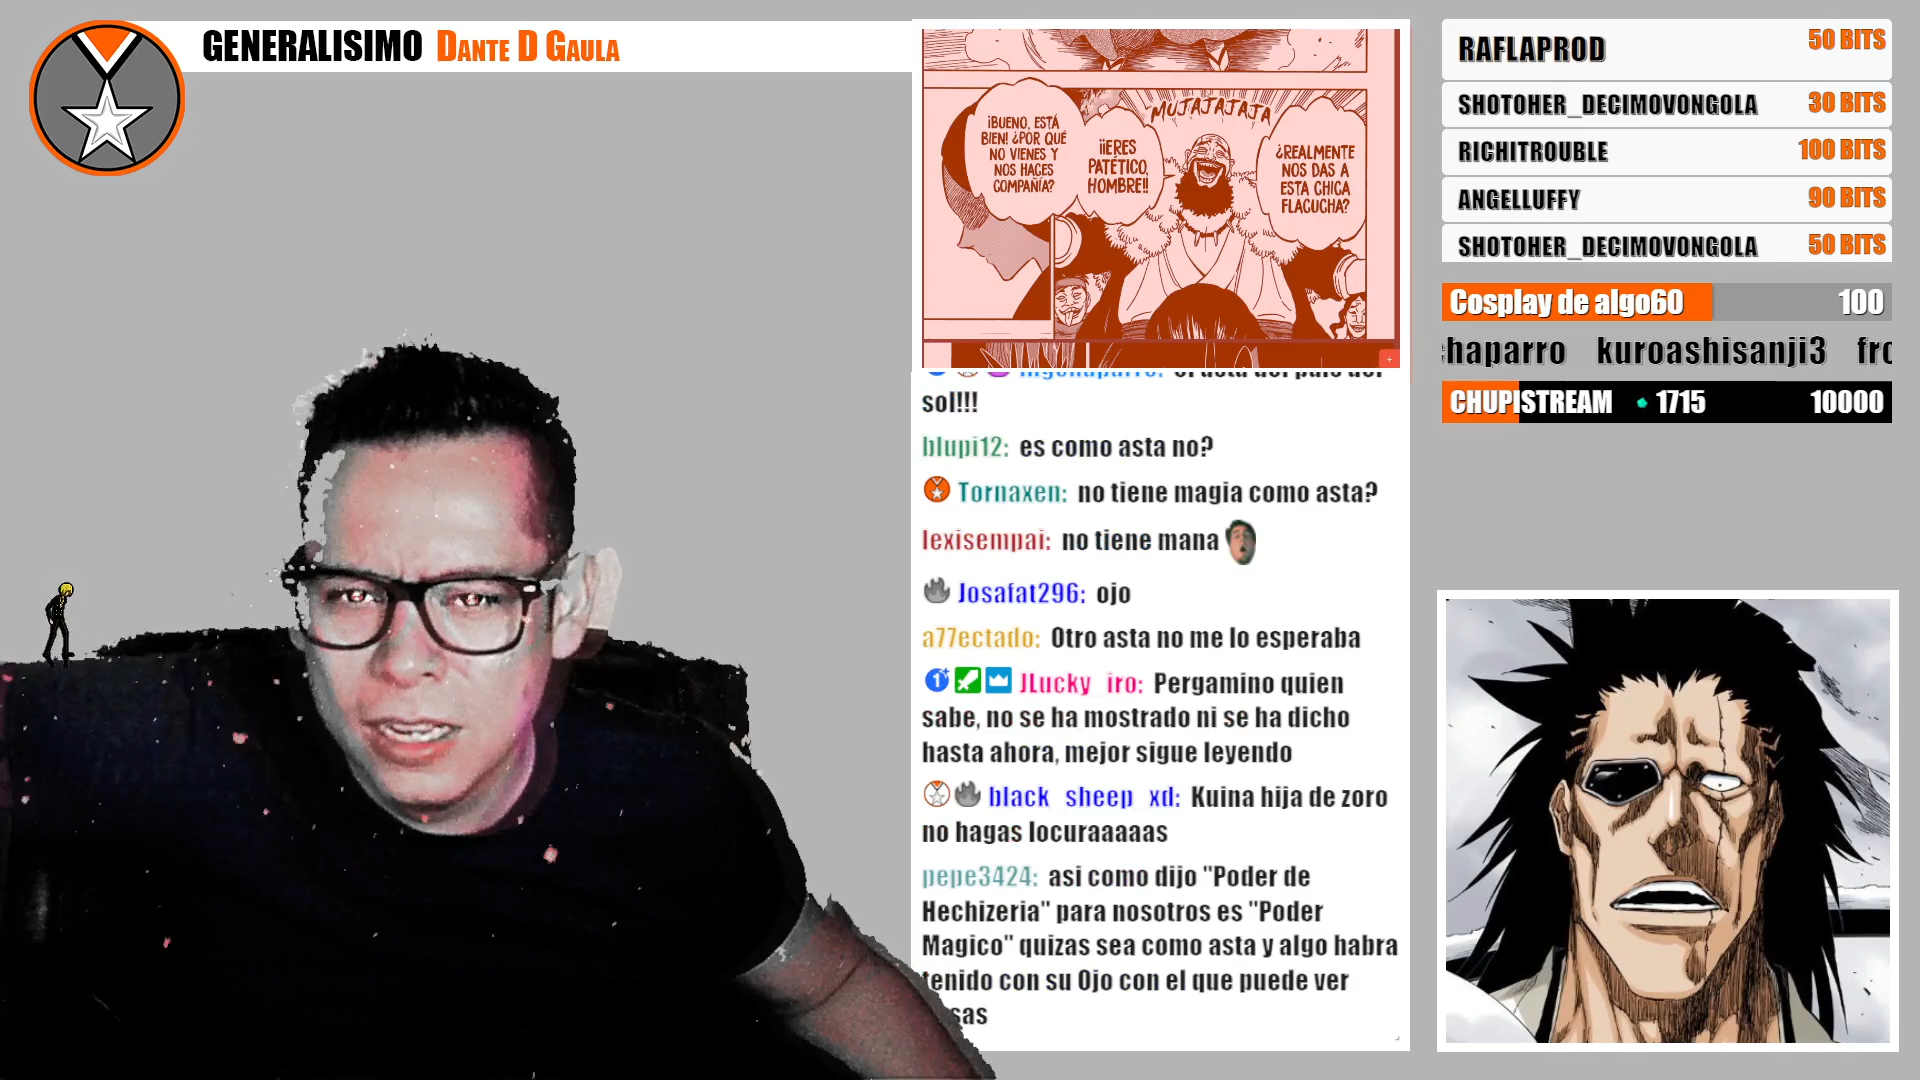 GENERALISIMO Dante D Gaula
¡BUENO, ESTÁ
BIEN! ¿POR QUÉ
NO VIENES Y
NOS HACES
COMPAÑÍA?
¡¡ERES
PATÉTICO,
HOMBRE!!
MUJAJAJAJA
¿REALMENTE
NOS DAS A
ESTA CHICA
FLACUCHA?
sol!!!
blupi12: es como asta no?
Tornaxen: no tiene magia como asta?
lexisempai: no tiene mana
Josafat296: ojo
a77ectado: Otro asta no me lo esperaba
JLucky_iro: Pergamino quien
sabe, no se ha mostrado ni se ha dicho
hasta ahora, mejor sigue leyendo
black_sheep_xd: Kuina hija de zoro
no hagas locuraaaaas
pepe3424: asi como dijo "Poder de
Hechizeria" para nosotros es "Poder
Magico" quizas sea como asta y algo habra
tenido con su Ojo con el que puede ver
sas
RAFLAPROD 50 BITS
SHOTOHER_DECIMOVONGOLA 30 BITS
RICHITROUBLE 100 BITS
ANGELLUFFY 90 BITS
SHOTOHER_DECIMOVONGOLA 50 BITS
Cosplay de algo60 100
haparro kuroashisanji3 fro
CHUPISTREAM 1715 10000